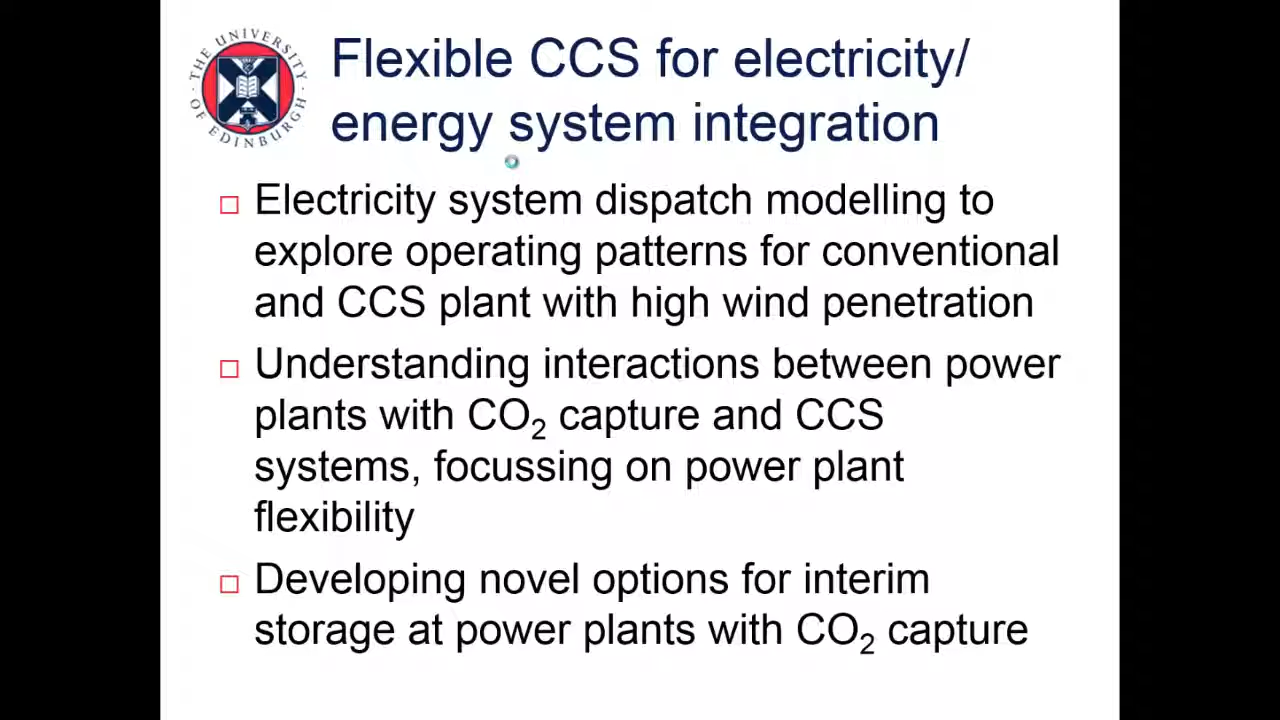 THE UNIVERSITY
OF EDINBURGH
Flexible CCS for electricity/
energy system integration
Electricity system dispatch modelling to
explore operating patterns for conventional
and CCS plant with high wind penetration
Understanding interactions between power
plants with CO₂ capture and CCS
systems, focussing on power plant
flexibility
Developing novel options for interim
storage at power plants with CO₂ capture